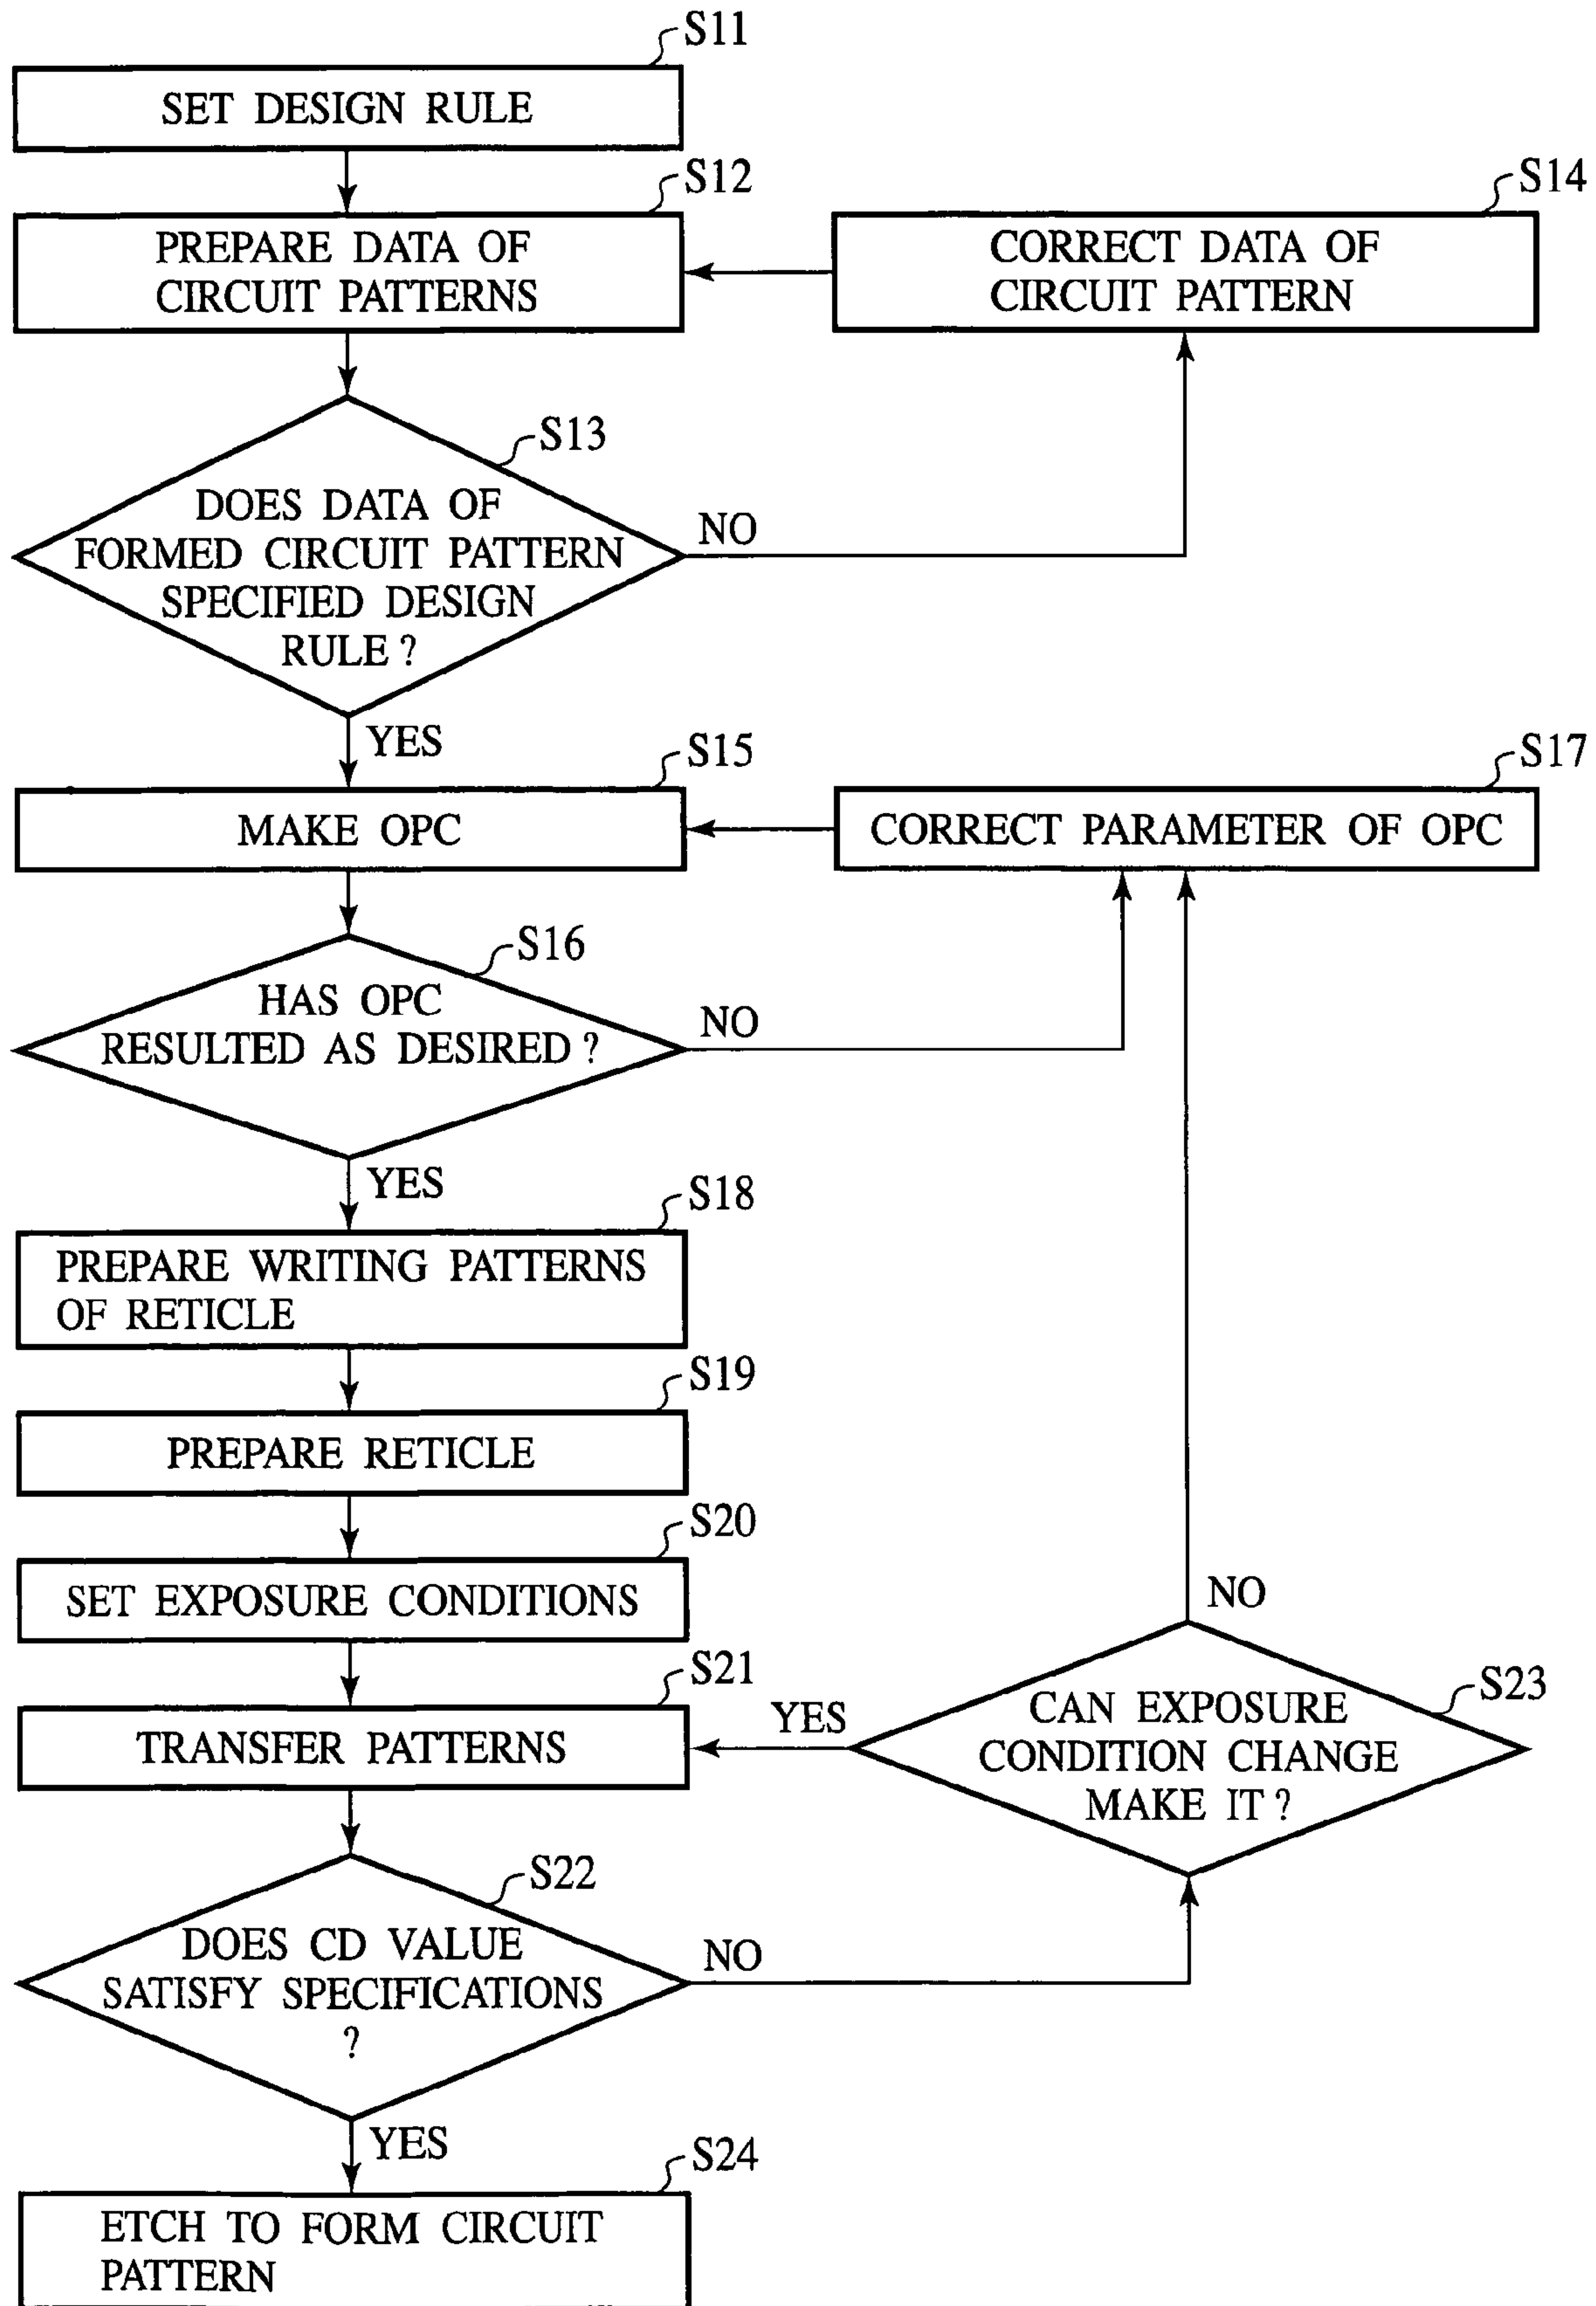 S11
SET DESIGN RULE
S12
PREPARE DATA OF
CIRCUIT PATTERNS
S14
CORRECT DATA OF
CIRCUIT PATTERN
S13
DOES DATA OF
FORMED CIRCUIT PATTERN
SPECIFIED DESIGN
RULE ?
NO
YES
S15
MAKE OPC
S17
CORRECT PARAMETER OF OPC
S16
HAS OPC
RESULTED AS DESIRED ?
NO
YES
S18
PREPARE WRITING PATTERNS
OF RETICLE
S19
PREPARE RETICLE
S20
SET EXPOSURE CONDITIONS
NO
S21
TRANSFER PATTERNS
YES
S23
CAN EXPOSURE
CONDITION CHANGE
MAKE IT ?
S22
DOES CD VALUE
SATISFY SPECIFICATIONS
?
NO
YES
S24
ETCH TO FORM CIRCUIT
PATTERN